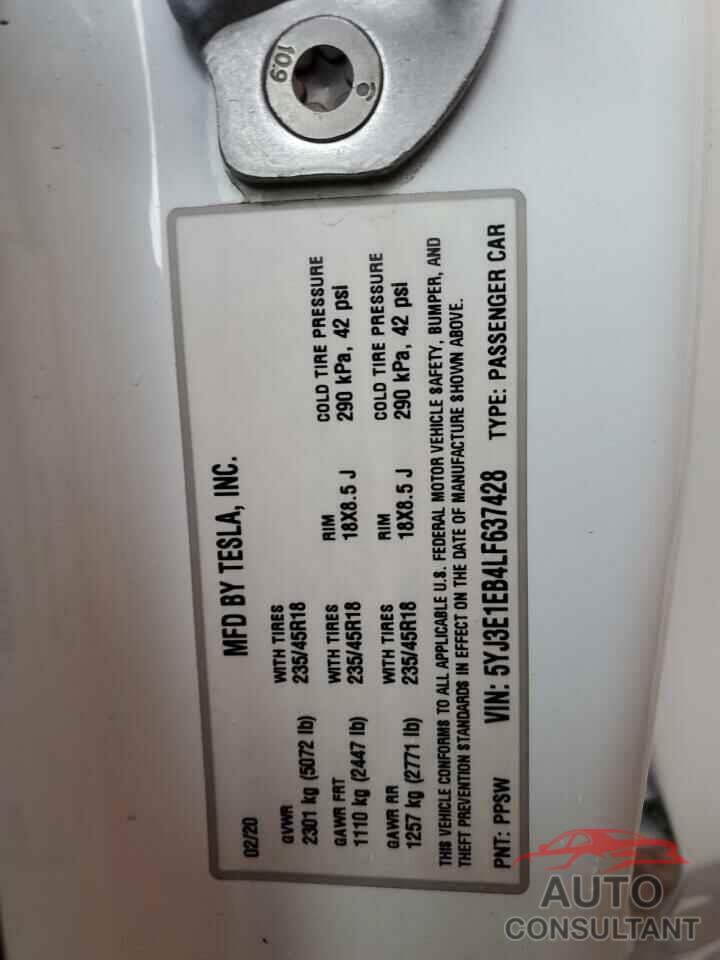 10.9
MFD BY TESLA, INC.
02/20
GVWR WITH TIRES
2301 kg (5072 lb) 235/45R18
GAWR FRT WITH TIRES RIM COLD TIRE PRESSURE
1110 kg (2447 lb) 235/45R18 18X8.5 J 290 kPa, 42 psi
GAWR RR WITH TIRES RIM COLD TIRE PRESSURE
1257 kg (2771 lb) 235/45R18 18X8.5 J 290 kPa, 42 psi
THIS VEHICLE CONFORMS TO ALL APPLICABLE U.S. FEDERAL MOTOR VEHICLE SAFETY, BUMPER, AND
THEFT PREVENTION STANDARDS IN EFFECT ON THE DATE OF MANUFACTURE SHOWN ABOVE.
PNT: PPSW VIN: 5YJ3E1EB4LF637428 TYPE: PASSENGER CAR
AUTO
CONSULTANT